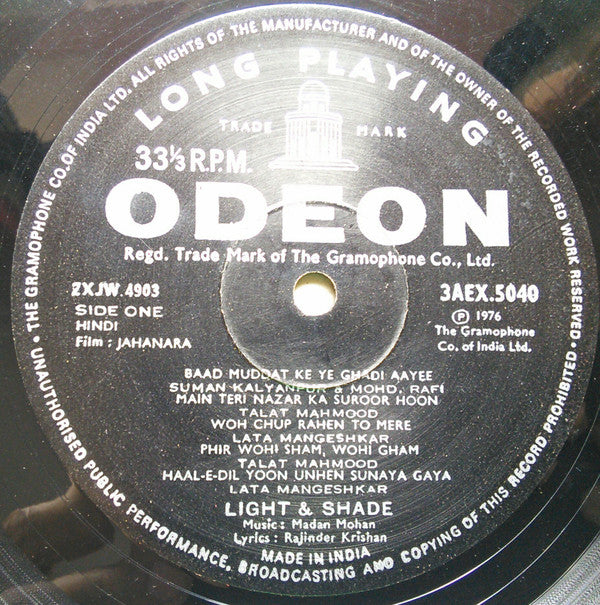 • THE GRAMOPHONE CO. OF INDIA LTD. ALL RIGHTS OF THE MANUFACTURER AND OF THE OWNER OF THE RECORDED WORK RESERVED •
LONG PLAYING
TRADE MARK
33⅓ R.P.M.
ODEON
Regd. Trade Mark of The Gramophone Co., Ltd.
2XJW.4903
3AEX.5040
SIDE ONE
HINDI
Film : JAHANARA
Ⓟ 1976
The Gramophone
Co. of India Ltd.
BAAD MUDDAT KE YE GHADI AAYEE
SUMAN KALYANPUR & MOHD. RAFI
MAIN TERI NAZAR KA SUROOR HOON
TALAT MAHMOOD
WOH CHUP RAHEN TO MERE
LATA MANGESHKAR
PHIR WOHI SHAM, WOHI GHAM
TALAT MAHMOOD
HAAL-E-DIL YOON UNHEN SUNAYA GAYA
LATA MANGESHKAR
LIGHT & SHADE
Music : Madan Mohan
Lyrics : Rajinder Krishan
MADE IN INDIA
UNAUTHORISED PUBLIC PERFORMANCE, BROADCASTING AND COPYING OF THIS RECORD PROHIBITED